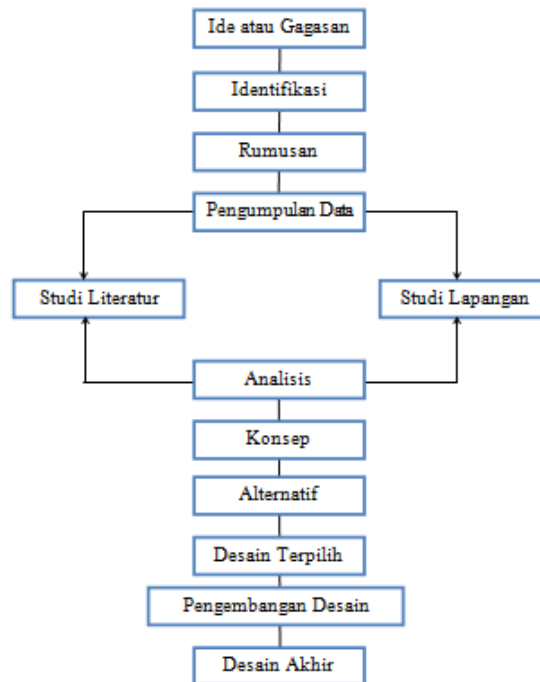 Ide atau Gagasan
Identifikasi
Rumusan
Pengumpulan Data
Studi Literatur
Studi Lapangan
Analisis
Konsep
Alternatif
Desain Terpilih
Pengembangan Desain
Desain Akhir